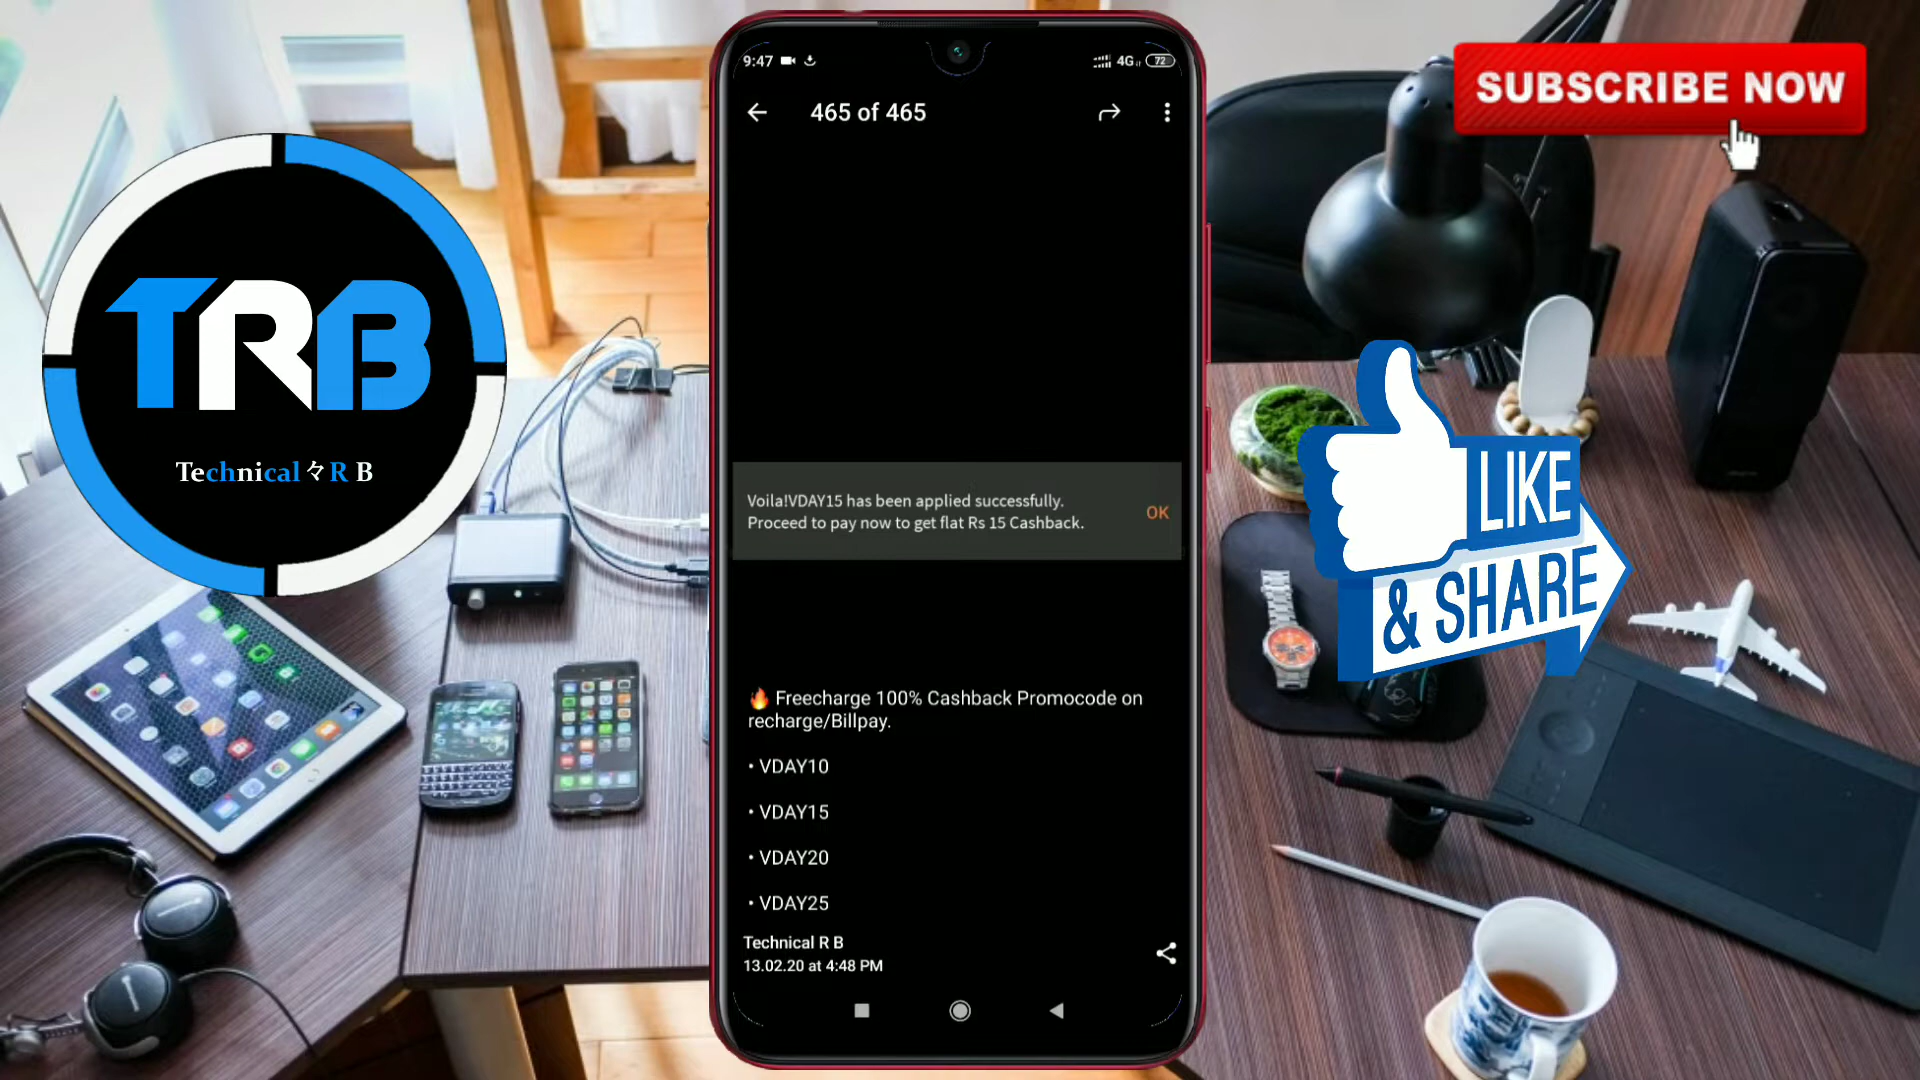 9:47
4G
72
465 of 465
SUBSCRIBE NOW
TRB
Technical 々 R B
Voila!VDAY15 has been applied successfully.
Proceed to pay now to get flat Rs 15 Cashback.
OK
LIKE
& SHARE
🔥 Freecharge 100% Cashback Promocode on
recharge/Billpay.
• VDAY10
• VDAY15
• VDAY20
• VDAY25
Technical R B
13.02.20 at 4:48 PM